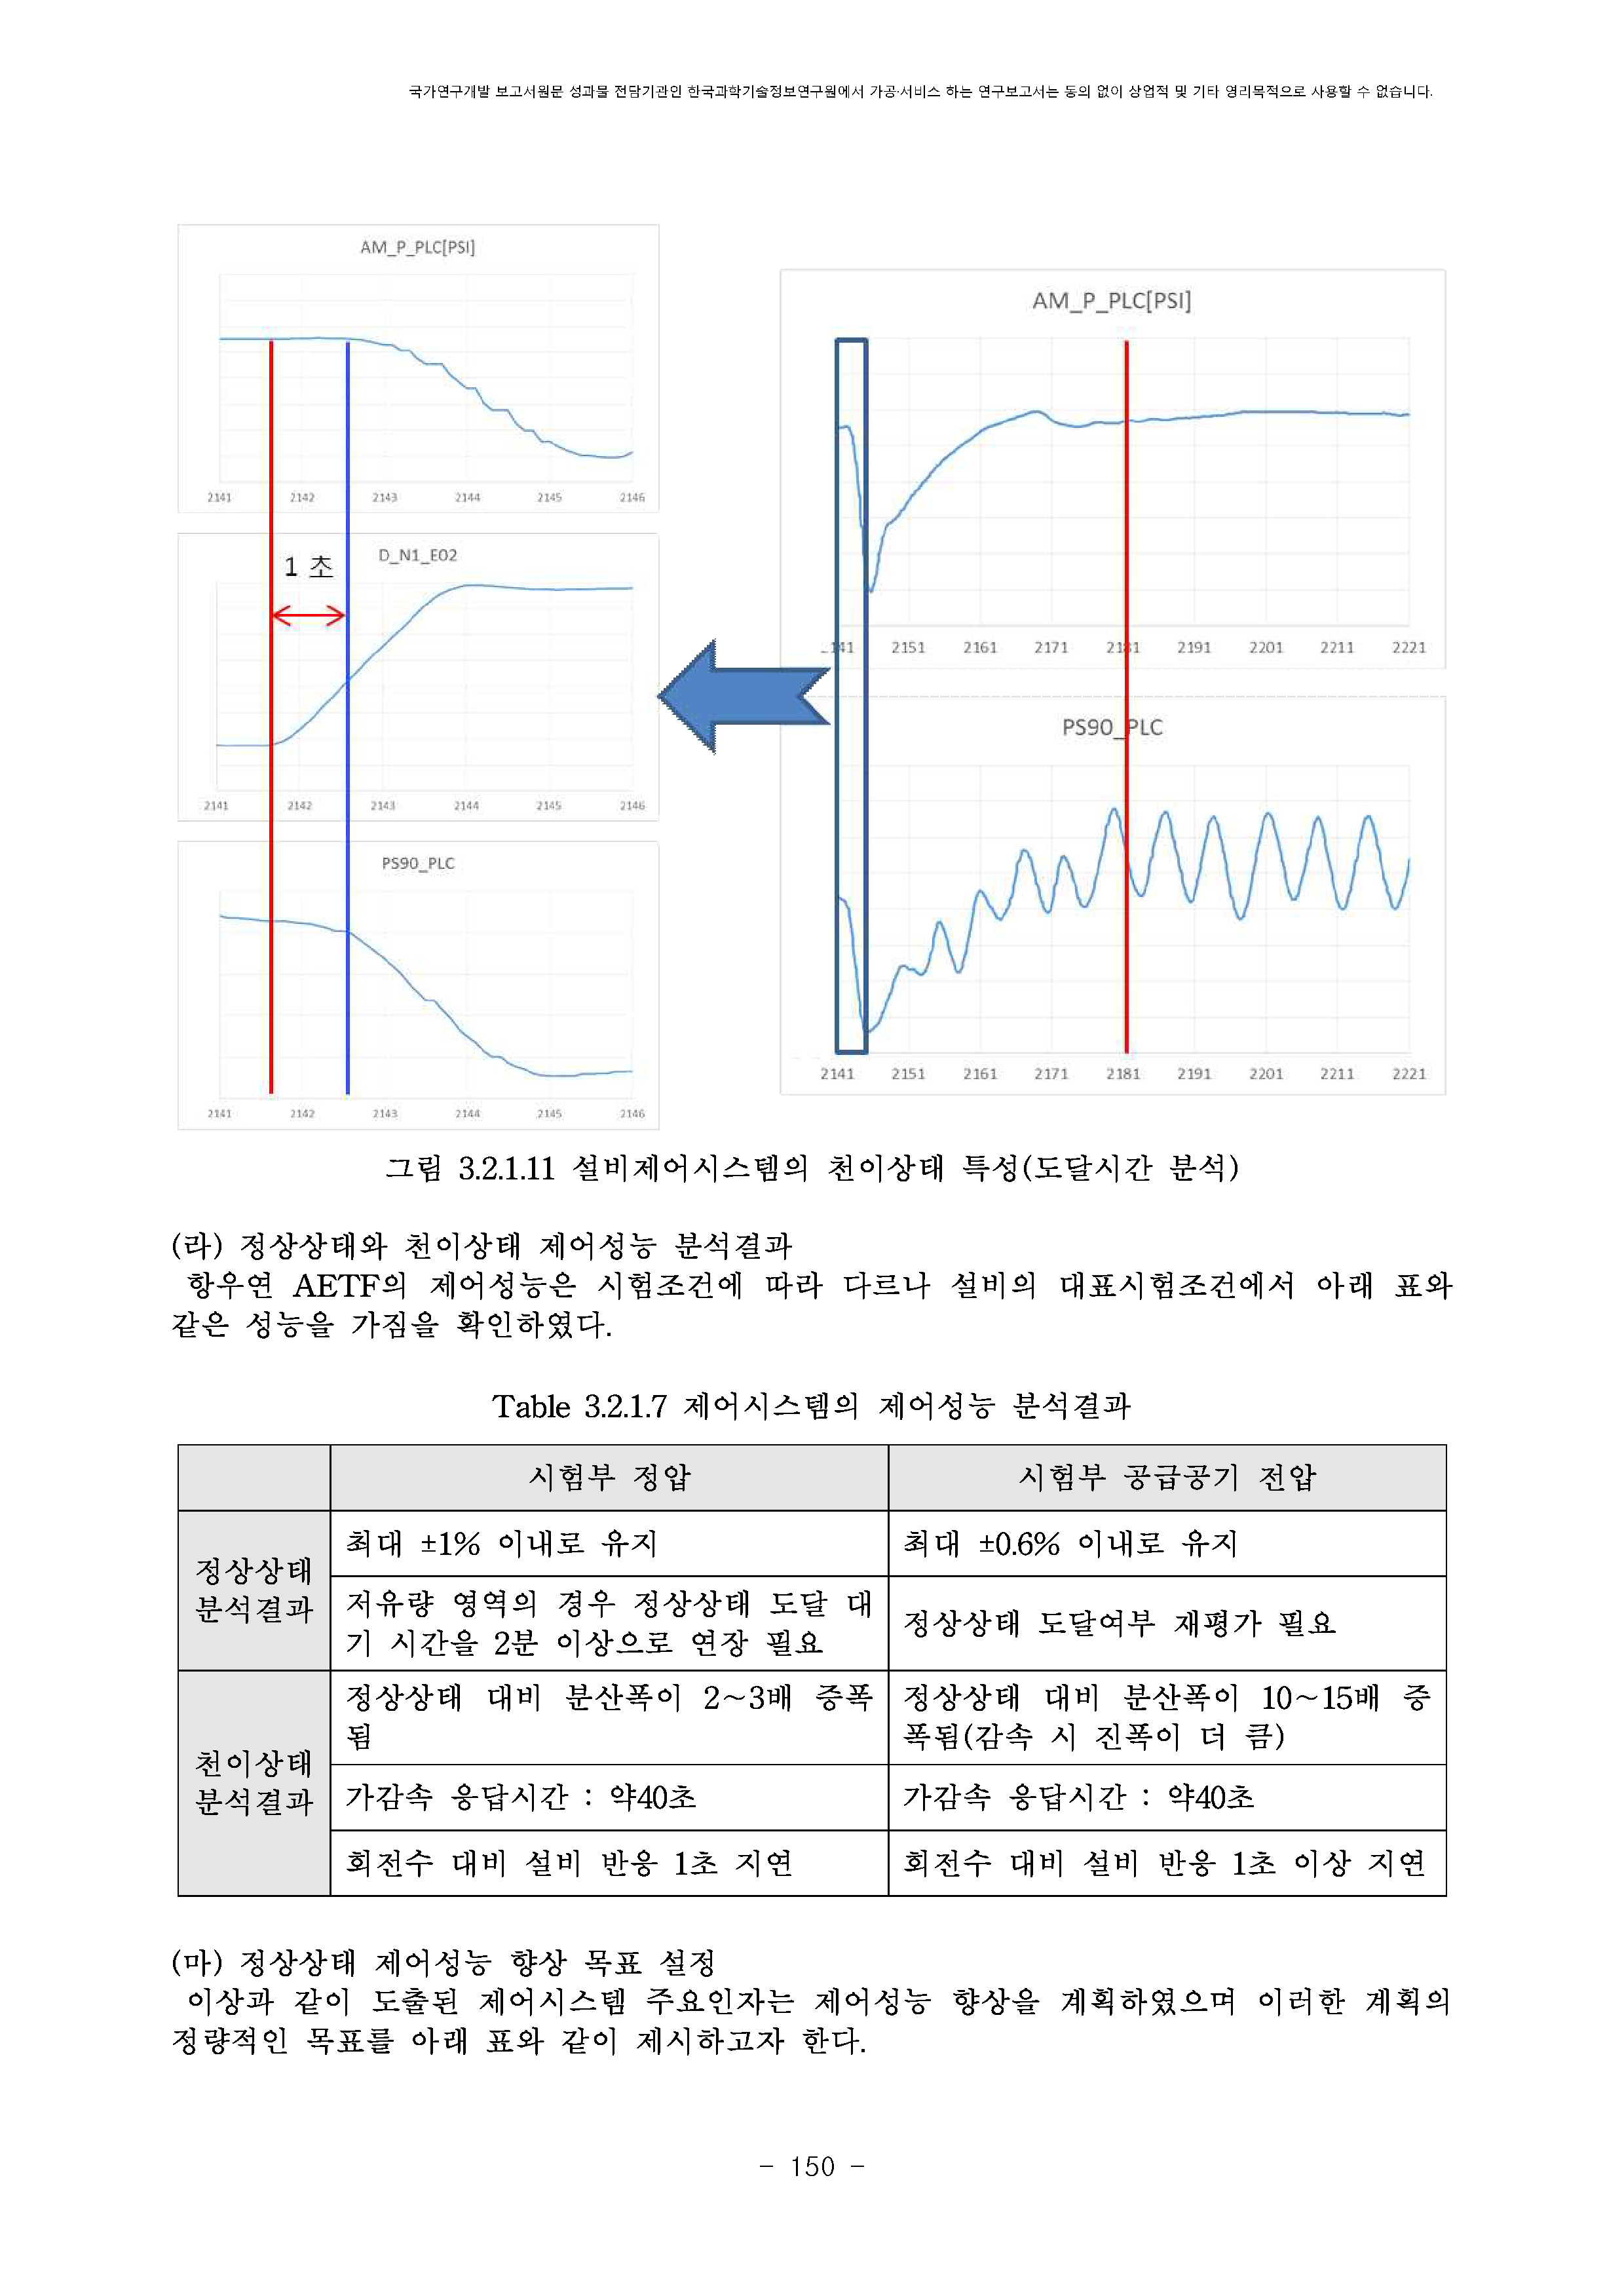 국가연구개발 보고서원문 성과물 전담기관인 한국과학기술정보연구원에서 가공·서비스 하는 연구보고서는 동의 없이 상업적 및 기타 영리목적으로 사용할 수 없습니다.
AM_P_PLC[PSI]
2141 2142 2143 2144 2145 2146
1 초
D_N1_E02
2141 2142 2143 2144 2145 2146
PS90_PLC
2141 2142 2143 2144 2145 2146
AM_P_PLC[PSI]
2151 2161 2171 2181 2191 2201 2211 2221
PS90_PLC
2141 2151 2161 2171 2181 2191 2201 2211 2221
그림 3.2.1.11 설비제어시스템의 천이상태 특성(도달시간 분석)
(라) 정상상태와 천이상태 제어성능 분석결과
항우연 AETF의 제어성능은 시험조건에 따라 다르나 설비의 대표시험조건에서 아래 표와
같은 성능을 가짐을 확인하였다.
Table 3.2.1.7 제어시스템의 제어성능 분석결과
시험부 정압
시험부 공급공기 전압
정상상태
분석결과
최대 ±1% 이내로 유지
최대 ±0.6% 이내로 유지
저유량 영역의 경우 정상상태 도달 대
기 시간을 2분 이상으로 연장 필요
정상상태 도달여부 재평가 필요
천이상태
분석결과
정상상태 대비 분산폭이 2~3배 증폭
됨
정상상태 대비 분산폭이 10~15배 증
폭됨(감속 시 진폭이 더 큼)
가감속 응답시간 : 약40초
가감속 응답시간 : 약40초
회전수 대비 설비 반응 1초 지연
회전수 대비 설비 반응 1초 이상 지연
(마) 정상상태 제어성능 향상 목표 설정
이상과 같이 도출된 제어시스템 주요인자는 제어성능 향상을 계획하였으며 이러한 계획의
정량적인 목표를 아래 표와 같이 제시하고자 한다.
- 150 -